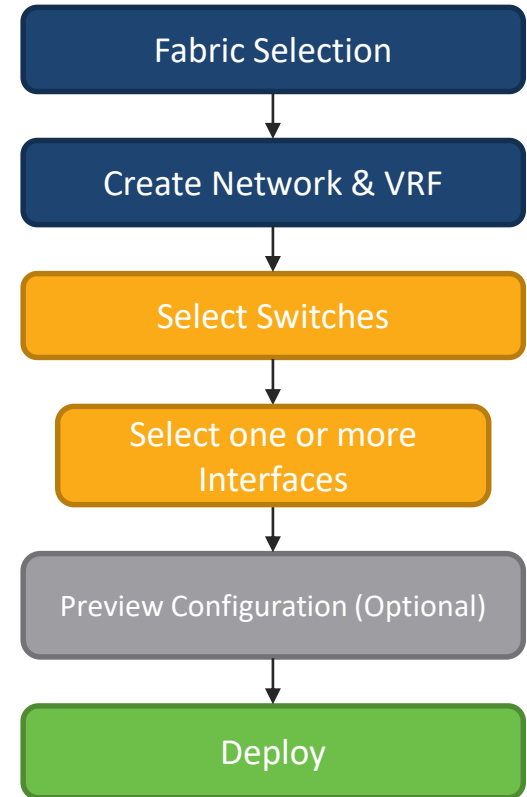 Fabric Selection
Create Network & VRF
Select Switches
Select one or more
Interfaces
Preview Configuration (Optional)
Deploy